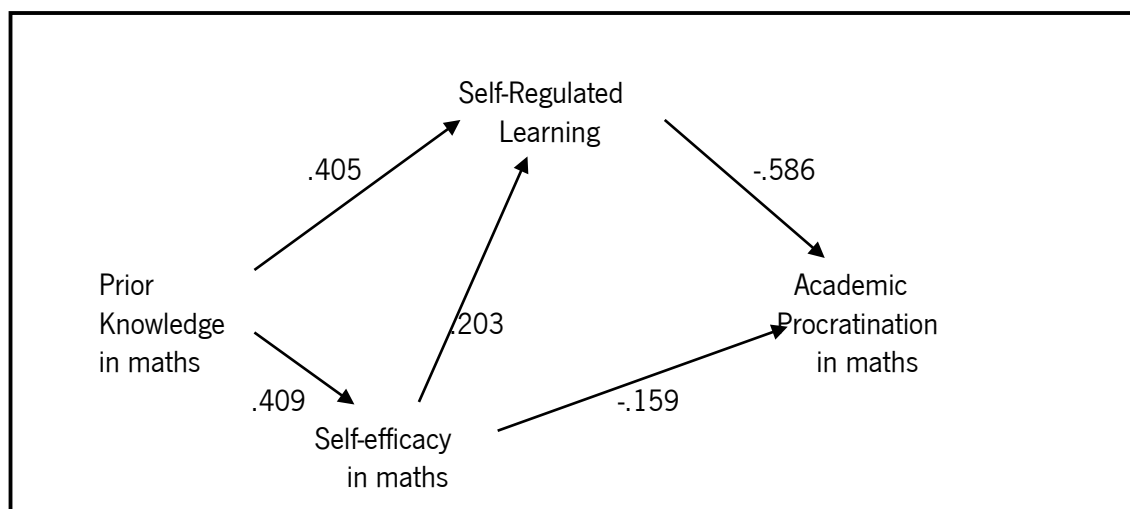 Self-Regulated
Learning
.405
-.586
Prior
Knowledge
in maths
Academic
Procratination
in maths
.203
.409
-.159
Self-efficacy
in maths